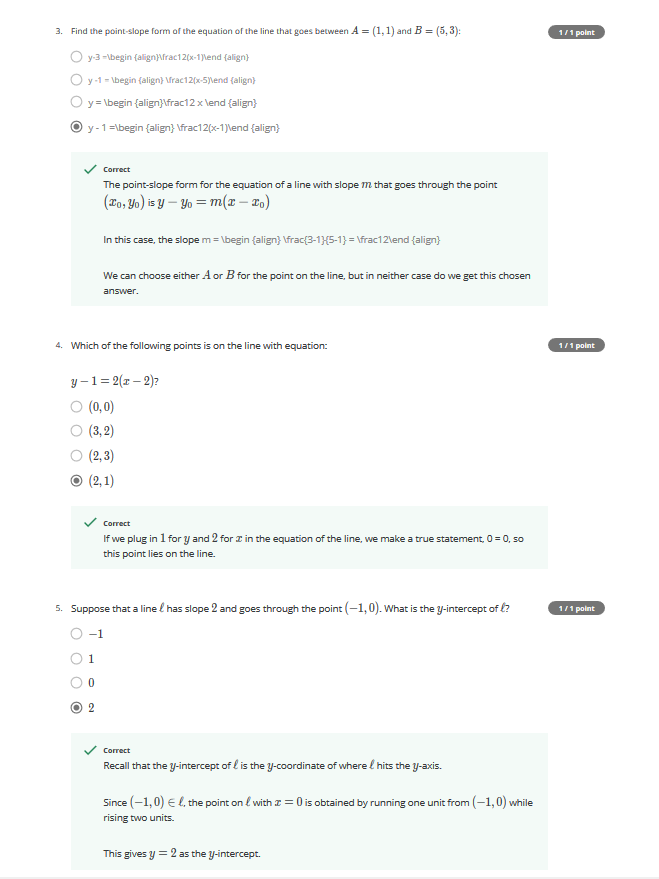 3. Find the point-slope form of the equation of the line that goes between A = (1, 1) and B = (5, 3):
1 / 1 point
y-3 =\begin {align}\frac12(x-1)\end {align}
y -1 = \begin {align} \frac12(x-5)\end {align}
y = \begin {align}\frac12 x \end {align}
y - 1 =\begin {align} \frac12(x-1)\end {align}
Correct
The point-slope form for the equation of a line with slope m that goes through the point
(x₀, y₀) is y − y₀ = m(x − x₀)
In this case, the slope m = \begin {align} \frac{3-1}{5-1} = \frac12\end {align}
We can choose either A or B for the point on the line, but in neither case do we get this chosen
answer.
4. Which of the following points is on the line with equation:
1 / 1 point
y − 1 = 2(x − 2)?
(0, 0)
(3, 2)
(2, 3)
(2, 1)
Correct
If we plug in 1 for y and 2 for x in the equation of the line, we make a true statement, 0 = 0, so
this point lies on the line.
5. Suppose that a line ℓ has slope 2 and goes through the point (−1, 0). What is the y-intercept of ℓ?
1 / 1 point
−1
1
0
2
Correct
Recall that the y-intercept of ℓ is the y-coordinate of where ℓ hits the y-axis.
Since (−1, 0) ∈ ℓ, the point on ℓ with x = 0 is obtained by running one unit from (−1, 0) while
rising two units.
This gives y = 2 as the y-intercept.